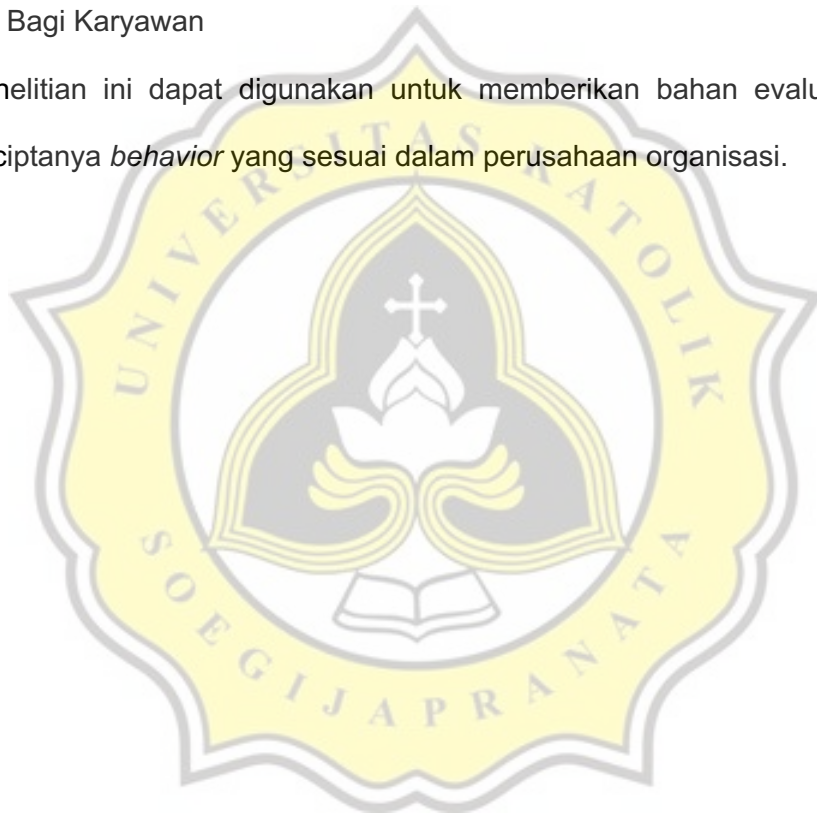 Bagi Karyawan
nelitian ini dapat digunakan untuk memberikan bahan evalu
ciptanya behavior yang sesuai dalam perusahaan organisasi.
UNIVERSITAS KATOLIK
SOEGIJAPRANATA